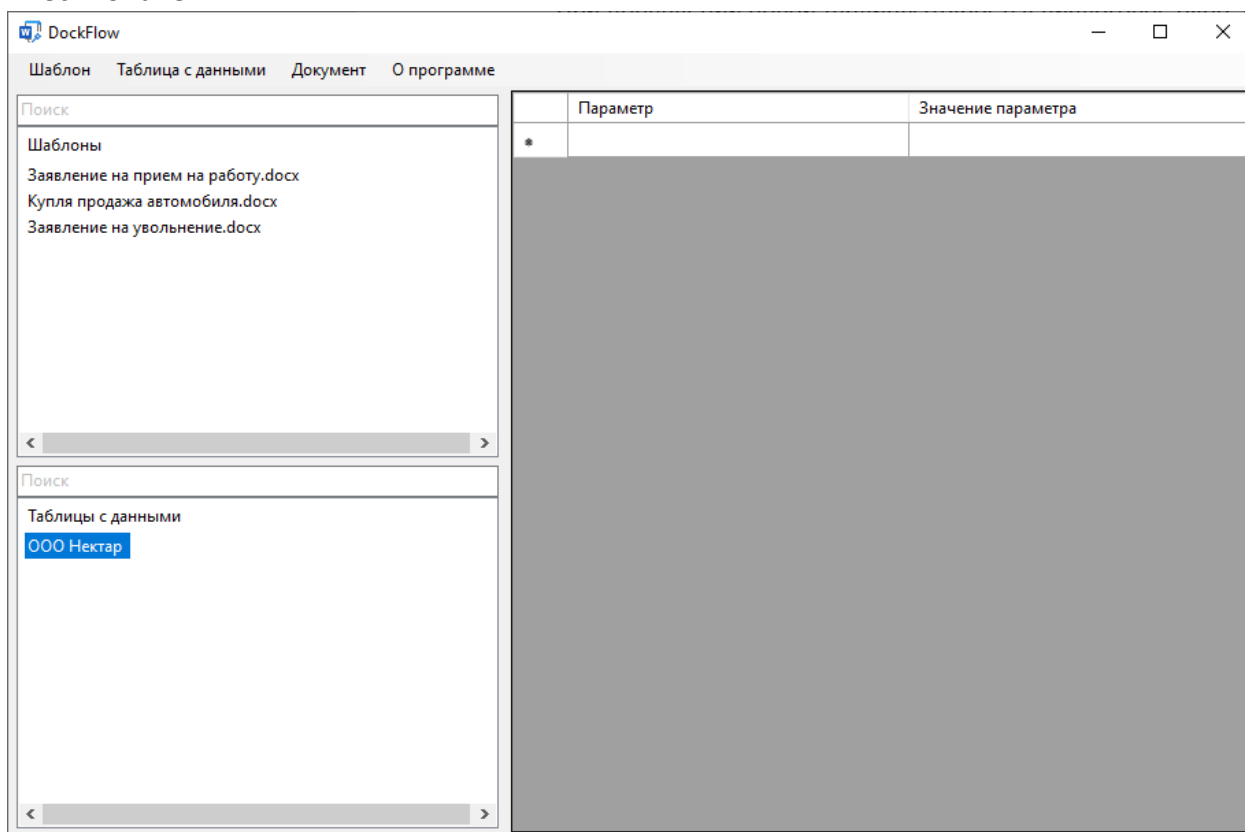 DockFlow
Шаблон Таблица с данными Документ О программе
Поиск
Шаблоны
Заявление на прием на работу.docx
Купля продажа автомобиля.docx
Заявление на увольнение.docx
Поиск
Таблицы с данными
ООО Нектар
Параметр Значение параметра